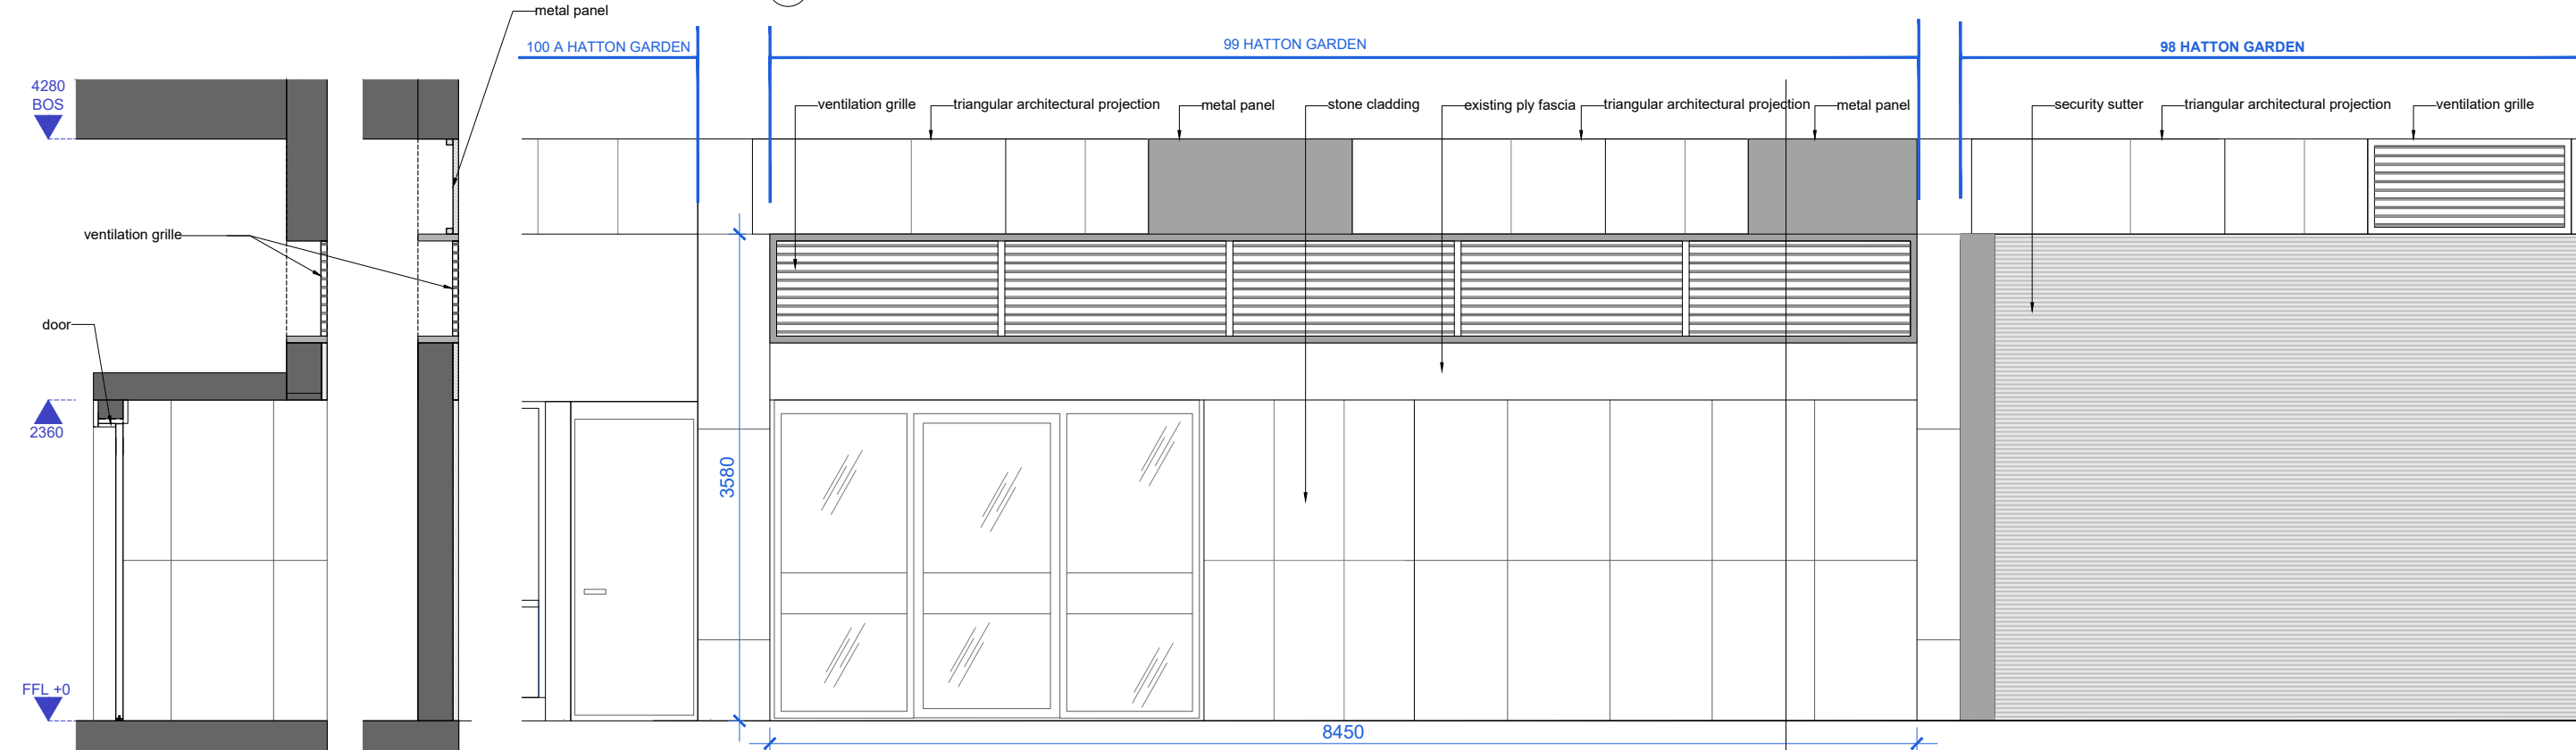 metal panel
100 A HATTON GARDEN
99 HATTON GARDEN
98 HATTON GARDEN
4280
BOS
ventilation grille
triangular architectural projection
metal panel
stone cladding
existing ply fascia
triangular architectural projection
metal panel
security sutter
triangular architectural projection
ventilation grille
ventilation grille
door
2360
3580
FFL +0
8450